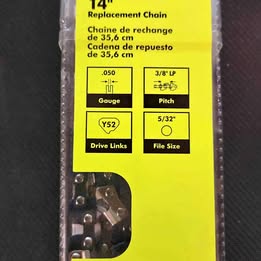 14"
Replacement Chain
Chaîne de rechange
de 35,6 cm
Cadena de repuesto
de 35,6 cm
.050
Gauge
3/8" LP
Pitch
Y52
Drive Links
5/32"
File Size